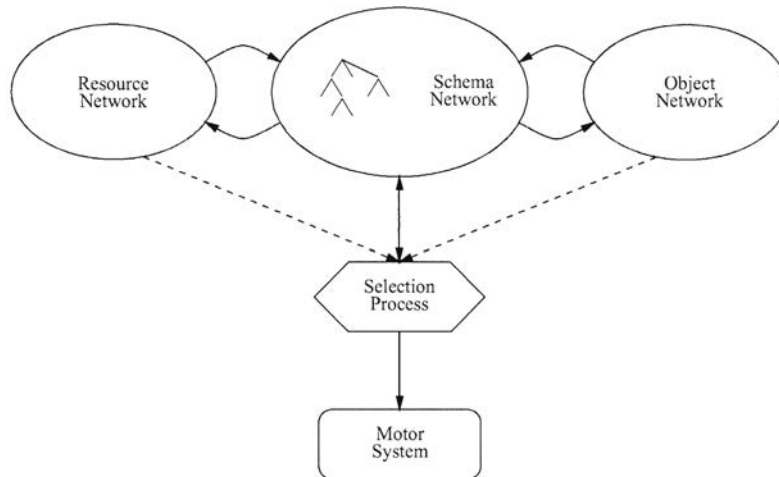 Resource
Network
Schema
Network
Object
Network
Selection
Process
Motor
System